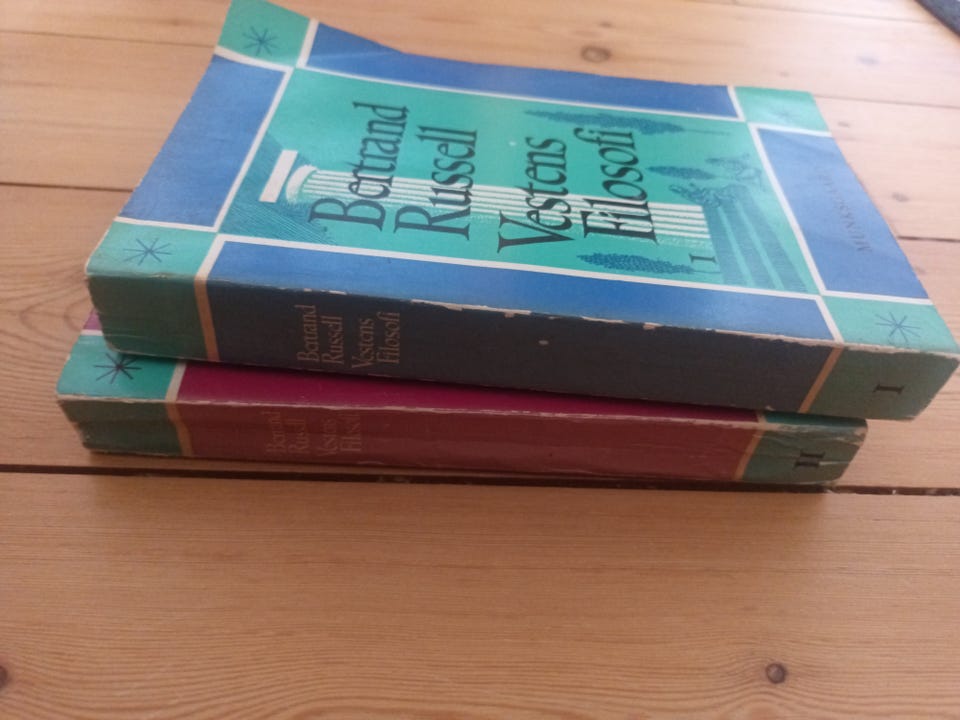 Bertrand
Russell
Vestens
Filosofi
I
MUNKSGAARD
Bertrand
Russell
Vestens
Filosofi
I
Bertrand
Russell
Vestens
Filosofi
II